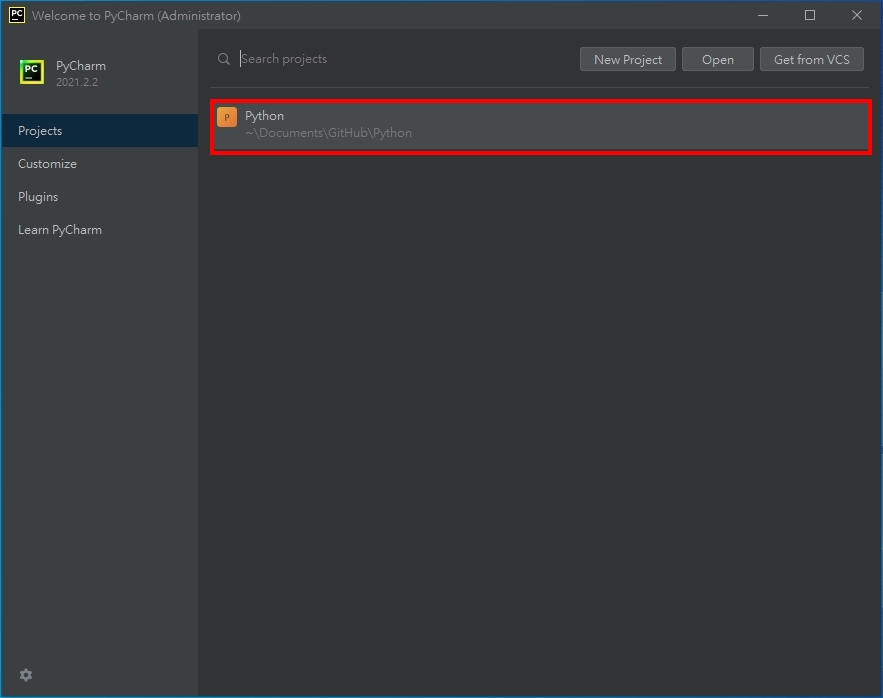 PC Welcome to PyCharm (Administrator)
PC
PyCharm
2021.2.2
Search projects
New Project
Open
Get from VCS
Projects
Customize
Plugins
Learn PyCharm
P
Python
~\Documents\GitHub\Python